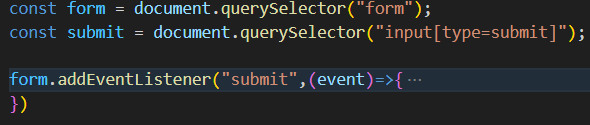 const form = document.querySelector("form");
const submit = document.querySelector("input[type=submit]");
form.addEventListener("submit",(event)=>{ ···
})